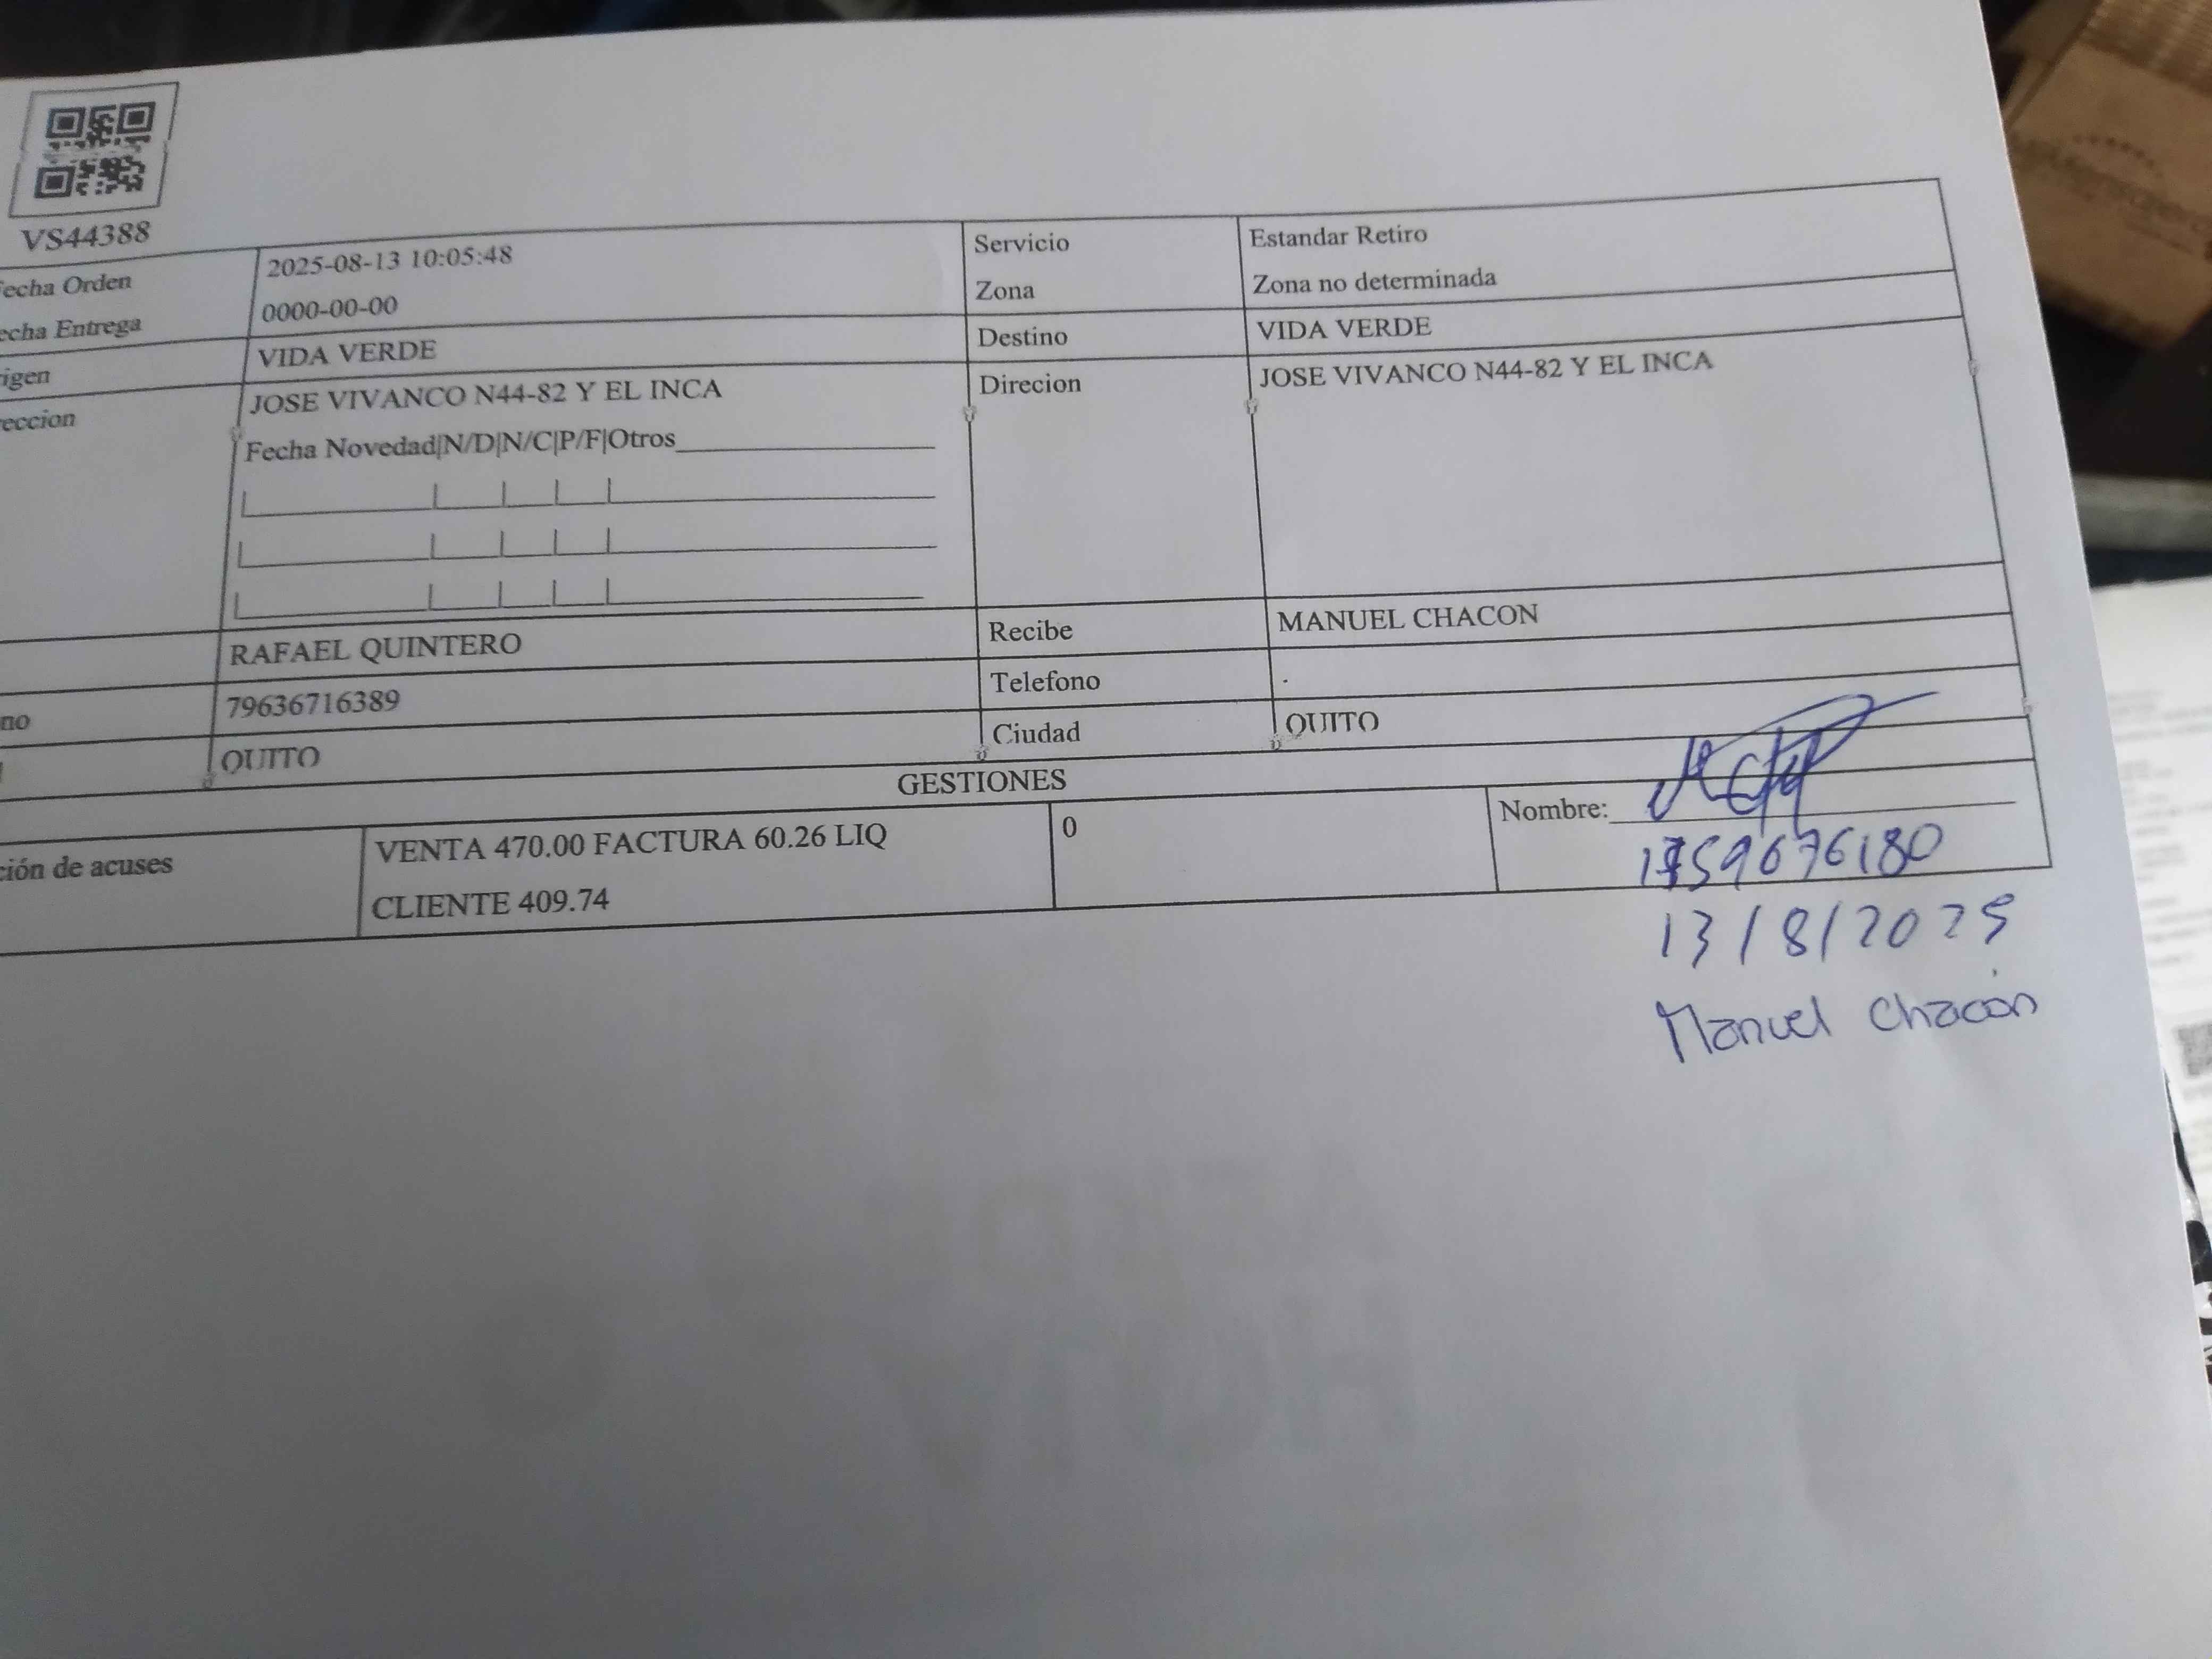 VS44388
echa Orden 2025-08-13 10:05:48 Servicio Estandar Retiro
echa Entrega 0000-00-00 Zona Zona no determinada
igen VIDA VERDE Destino VIDA VERDE
eccion JOSE VIVANCO N44-82 Y EL INCA Direcion JOSE VIVANCO N44-82 Y EL INCA
Fecha Novedad|N/D|N/C|P/F|Otros
RAFAEL QUINTERO Recibe MANUEL CHACON
no 79636716389 Telefono .
QUITO Ciudad QUITO
GESTIONES
ción de acuses VENTA 470.00 FACTURA 60.26 LIQ 0 Nombre:
CLIENTE 409.74
13/8/2025
Manuel Chacón